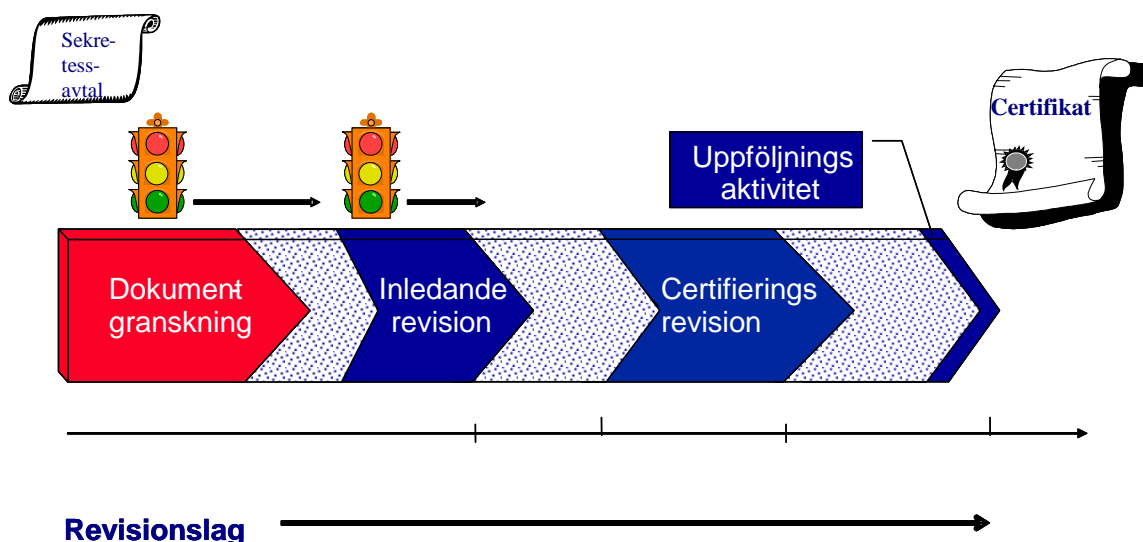 Sekre-
tess-
avtal
Certifikat
Uppföljnings
aktivitet
Dokument-
granskning
Inledande
revision
Certifierings
revision
Revisionslag